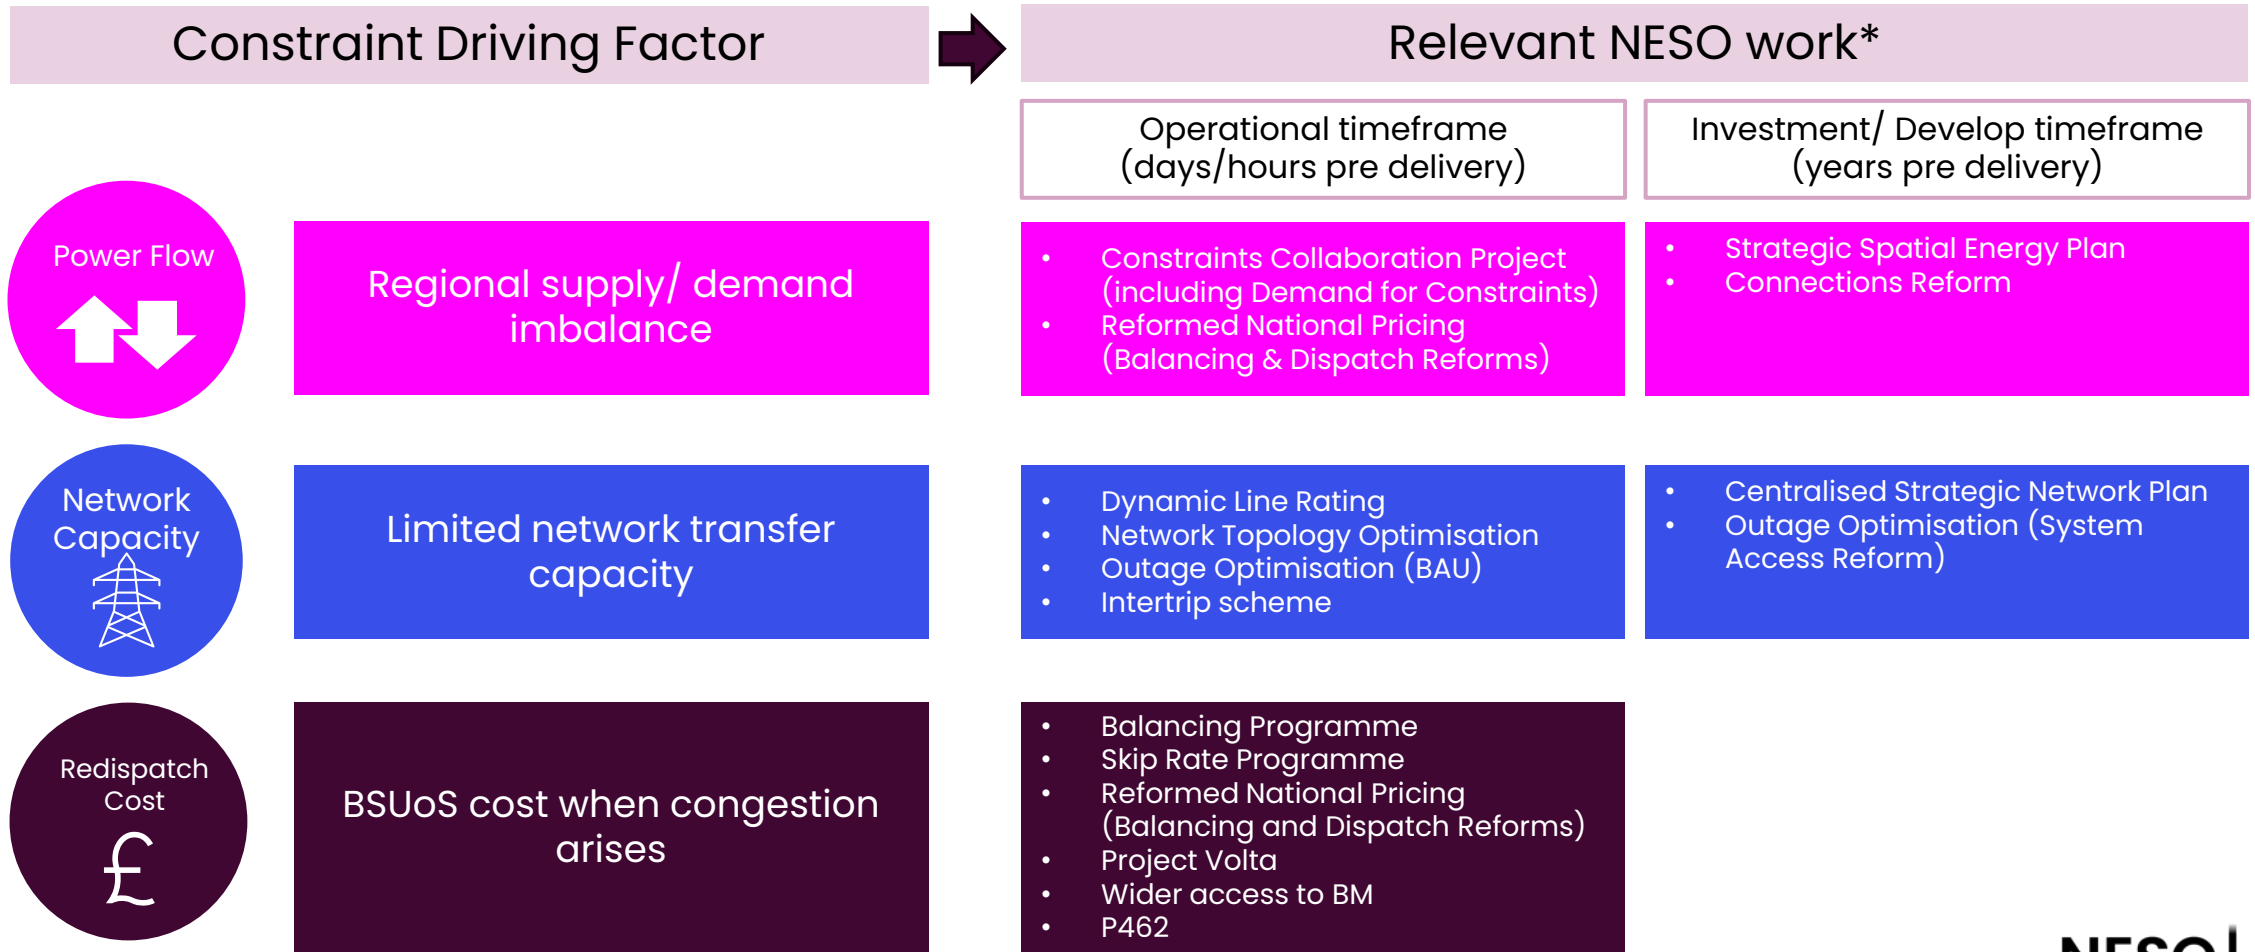 Constraint Driving Factor
Relevant NESO work*
Operational timeframe
(days/hours pre delivery)
Investment/ Develop timeframe
(years pre delivery)
Power Flow
Regional supply/ demand
imbalance
• Constraints Collaboration Project
(including Demand for Constraints)
• Reformed National Pricing
(Balancing & Dispatch Reforms)
• Strategic Spatial Energy Plan
• Connections Reform
Network
Capacity
Limited network transfer
capacity
• Dynamic Line Rating
• Network Topology Optimisation
• Outage Optimisation (BAU)
• Intertrip scheme
• Centralised Strategic Network Plan
• Outage Optimisation (System
Access Reform)
Redispatch
Cost
£
BSUoS cost when congestion
arises
• Balancing Programme
• Skip Rate Programme
• Reformed National Pricing
(Balancing and Dispatch Reforms)
• Project Volta
• Wider access to BM
• P462
NESO